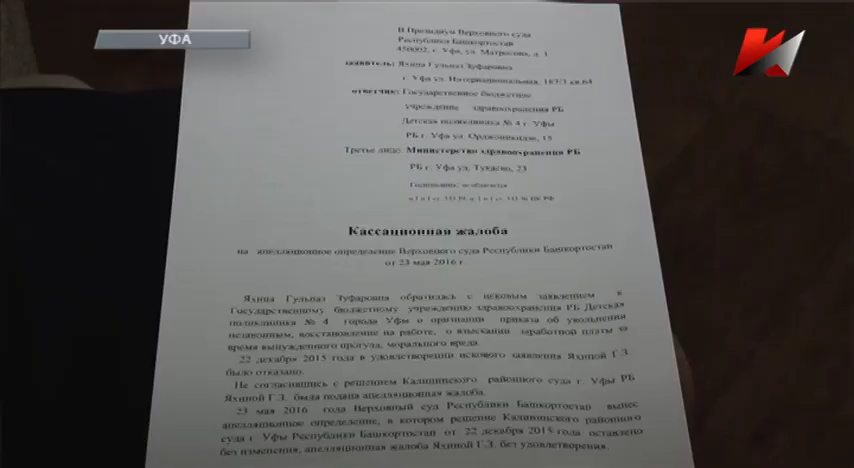 УФА
В Президиум Верховного суда
Республики Башкортостан
450002, г. Уфа, ул. Матросова, д. 1
заявитель: Яхина Гульназ Зуфаровна
г. Уфа ул. Интернациональная, 187/3 кв.64
ответчик: Государственное бюджетное
учреждение здравоохранения РБ
Детская поликлиника № 4 г. Уфы
РБ г. Уфа ул. Орджоникидзе, 15
Третье лицо: Министерство здравоохранения РБ
РБ г. Уфа ул. Тукаева, 23
Госпошлина: не облагается
Кассационная жалоба
на апелляционное определение Верховного суда Республики Башкортостан
от 23 мая 2016 г
Яхина Гульназ Зуфаровна обратилась с исковым заявлением к
Государственному бюджетному учреждению здравоохранения РБ Детская
поликлиника № 4 города Уфы о признании приказа об увольнении
незаконным, восстановление на работе, о взыскании заработной платы за
время вынужденного прогула, морального вреда.
22 декабря 2015 года в удовлетворении искового заявления Яхиной Г.З.
было отказано.
Не согласившись с решением Калининского районного суда г. Уфы РБ
Яхиной Г.З. была подана апелляционная жалоба.
23 мая 2016 года Верховный суд Республики Башкортостан вынес
апелляционное определение, в котором решение Калининского районного
суда г Уфы Республики Башкортостан от 22 декабря 2015 года оставлено
без изменения, апелляционная жалоба Яхиной Г.З. без удовлетворения.